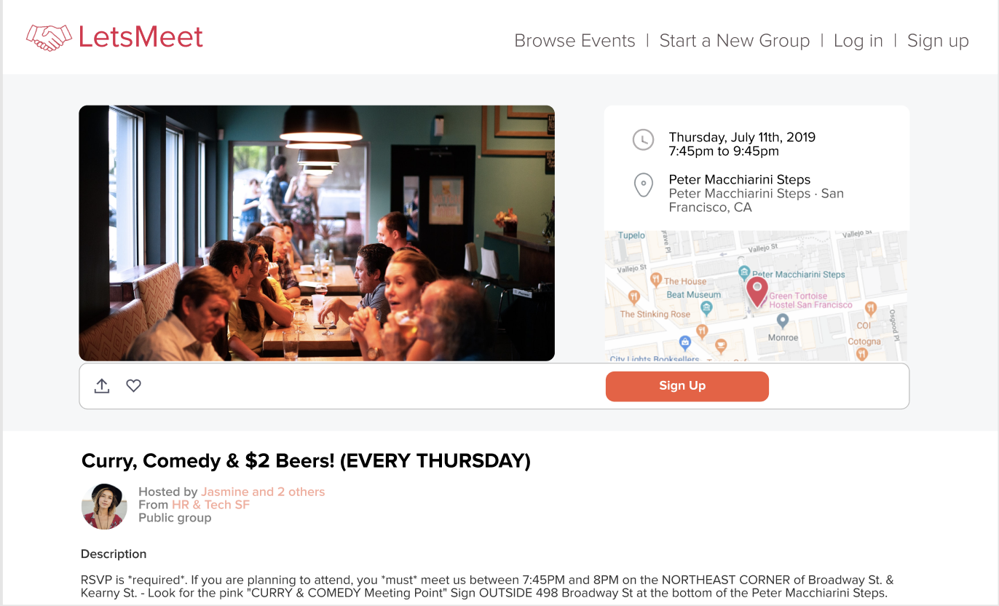 LetsMeet
Browse Events | Start a New Group | Log in | Sign up
Thursday, July 11th, 2019
7:45pm to 9:45pm
Peter Macchiarini Steps
Peter Macchiarini Steps · San
Francisco, CA
Tupelo
Vallejo St
Vallejo St
Vallejo St
Peter Macchiarini Steps
The House
Beat Museum
Green Tortoise
Hostel San Francisco
The Stinking Rose
COI
Osgood Pl
Monroe
Cotogna
City Lights Booksellers
Sign Up
Curry, Comedy & $2 Beers! (EVERY THURSDAY)
Hosted by Jasmine and 2 others
From HR & Tech SF
Public group
Description
RSVP is *required*. If you are planning to attend, you *must* meet us between 7:45PM and 8PM on the NORTHEAST CORNER of Broadway St. &
Kearny St. - Look for the pink "CURRY & COMEDY Meeting Point" Sign OUTSIDE 498 Broadway St at the bottom of the Peter Macchiarini Steps.